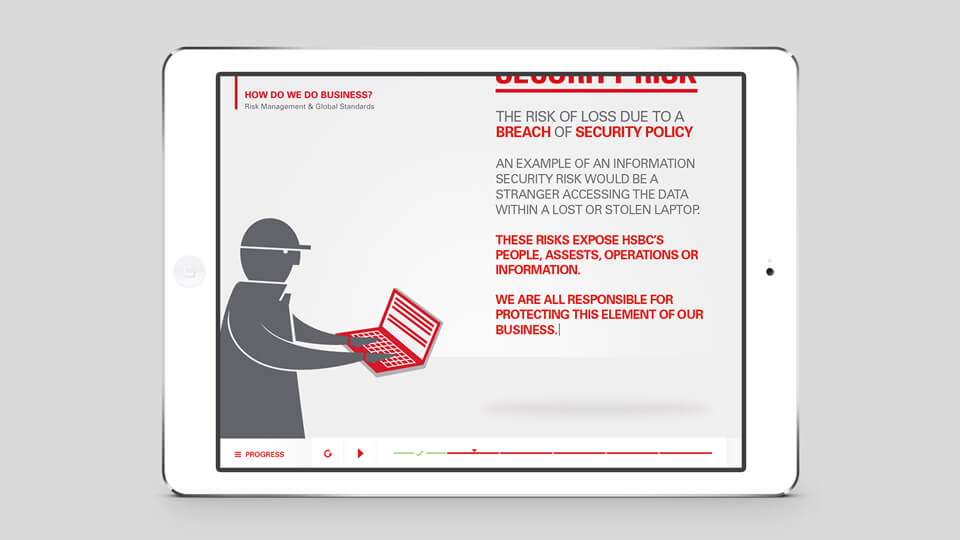 SECURITY RISK
HOW DO WE DO BUSINESS?
Risk Management & Global Standards
THE RISK OF LOSS DUE TO A
BREACH OF SECURITY POLICY
AN EXAMPLE OF AN INFORMATION
SECURITY RISK WOULD BE A
STRANGER ACCESSING THE DATA
WITHIN A LOST OR STOLEN LAPTOP.
THESE RISKS EXPOSE HSBC'S
PEOPLE, ASSESTS, OPERATIONS OR
INFORMATION.
WE ARE ALL RESPONSIBLE FOR
PROTECTING THIS ELEMENT OF OUR
BUSINESS.
PROGRESS